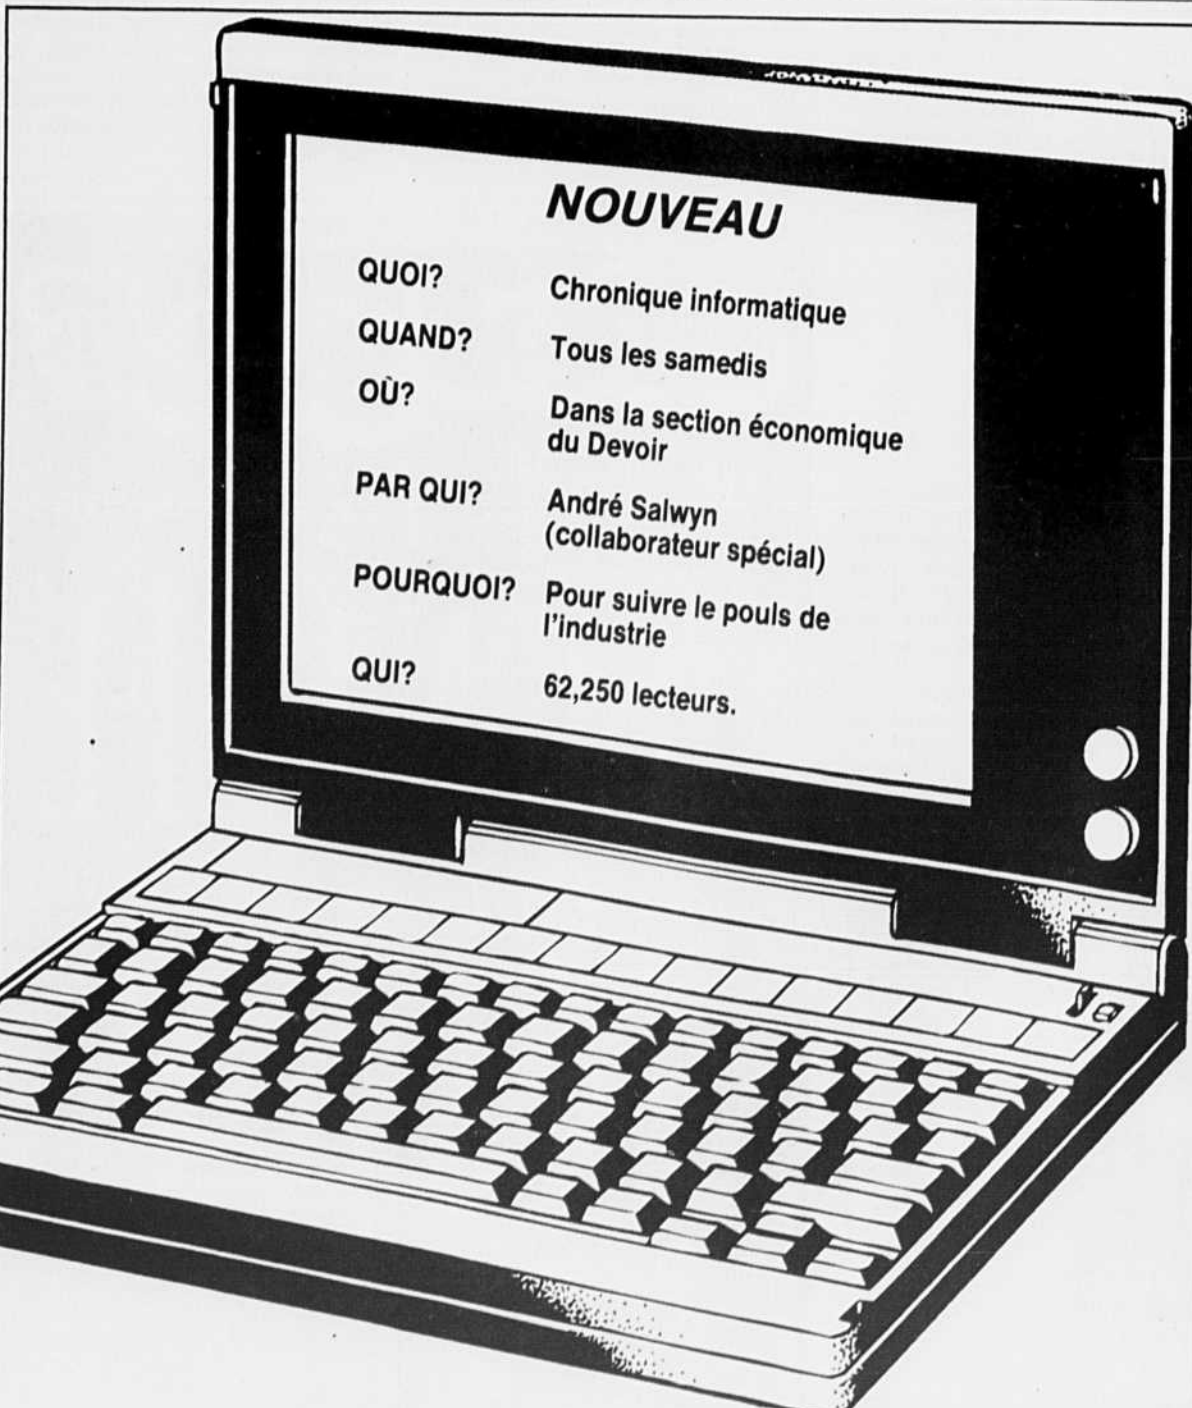 NOUVEAU
QUOI? Chronique informatique
QUAND? Tous les samedis
OÙ? Dans la section économique
du Devoir
PAR QUI? André Salwyn
(collaborateur spécial)
POURQUOI? Pour suivre le pouls de
l'industrie
QUI? 62,250 lecteurs.